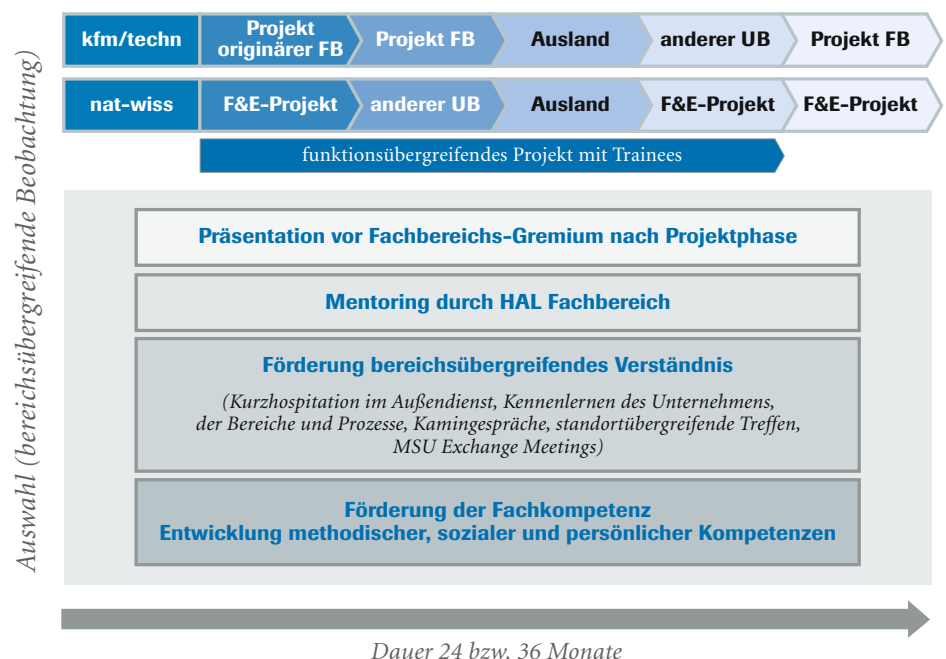 Auswahl (bereichsübergreifende Beobachtung)
kfm/techn
Projekt
originärer FB
Projekt FB
Ausland
anderer UB
Projekt FB
nat-wiss
F&E-Projekt
anderer UB
Ausland
F&E-Projekt
F&E-Projekt
funktionsübergreifendes Projekt mit Trainees
Präsentation vor Fachbereichs-Gremium nach Projektphase
Mentoring durch HAL Fachbereich
Förderung bereichsübergreifendes Verständnis
(Kurzhospitation im Außendienst, Kennenlernen des Unternehmens,
der Bereiche und Prozesse, Kamingespräche, standortübergreifende Treffen,
MSU Exchange Meetings)
Förderung der Fachkompetenz
Entwicklung methodischer, sozialer und persönlicher Kompetenzen
Dauer 24 bzw. 36 Monate